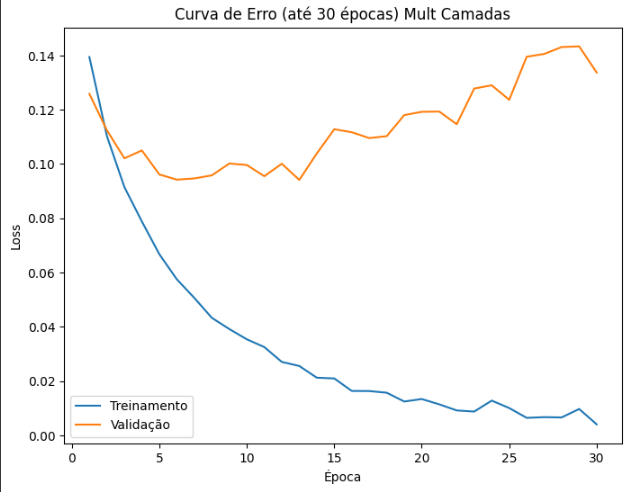 Curva de Erro (até 30 épocas) Mult Camadas
0.14
0.12
0.10
0.08
0.06
0.04
0.02
0.00
Loss
Treinamento
Validação
0 5 10 15 20 25 30
Época